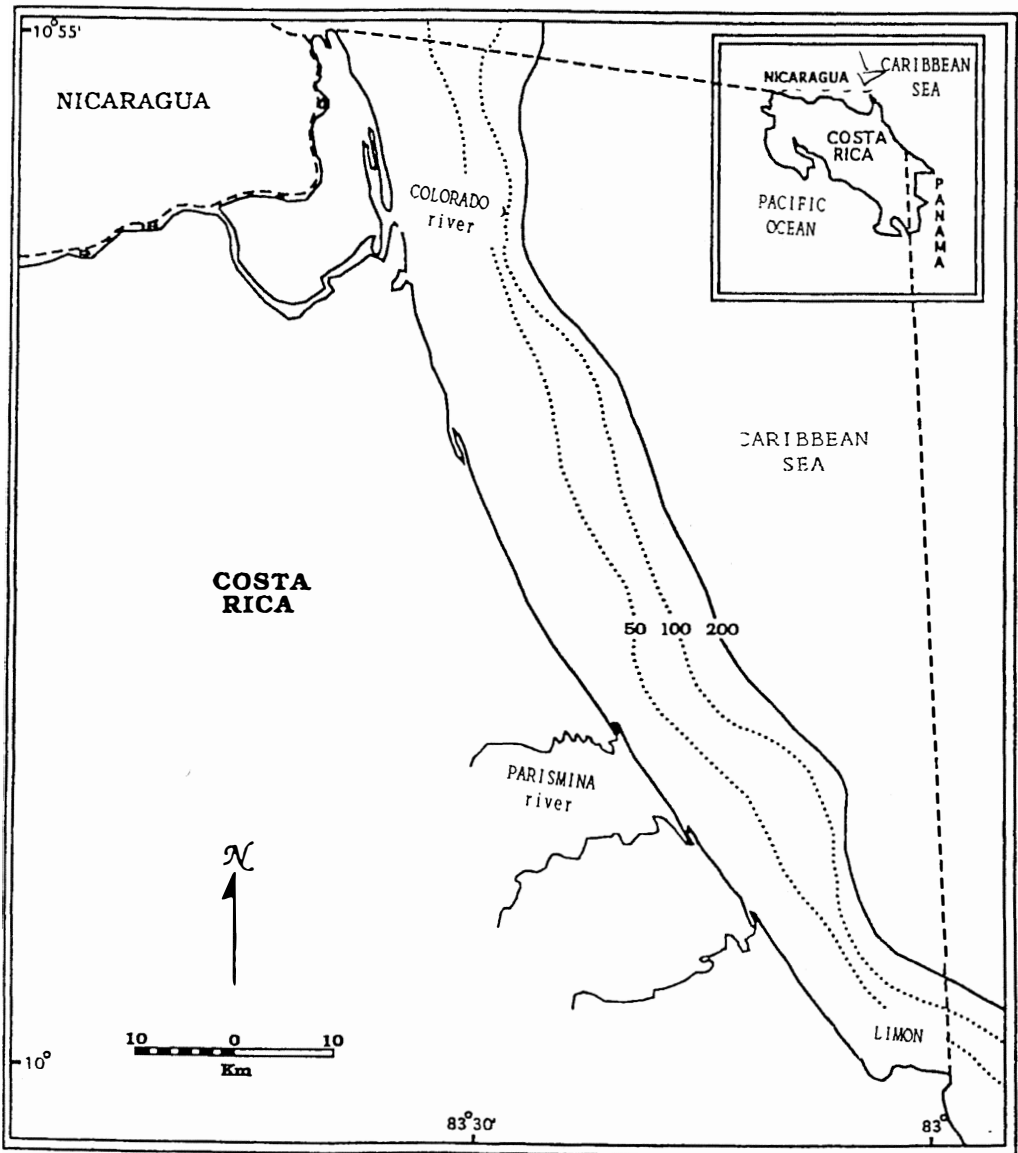 10°55'
NICARAGUA
NICARAGUA
CARIBBEAN
SEA
COSTA
RICA
PACIFIC
OCEAN
PANAMA
COLORADO
river
CARIBBEAN
SEA
COSTA
RICA
50 100 200
PARISMINA
river
N
10 0 10
Km
LIMON
10°
83°30'
83°